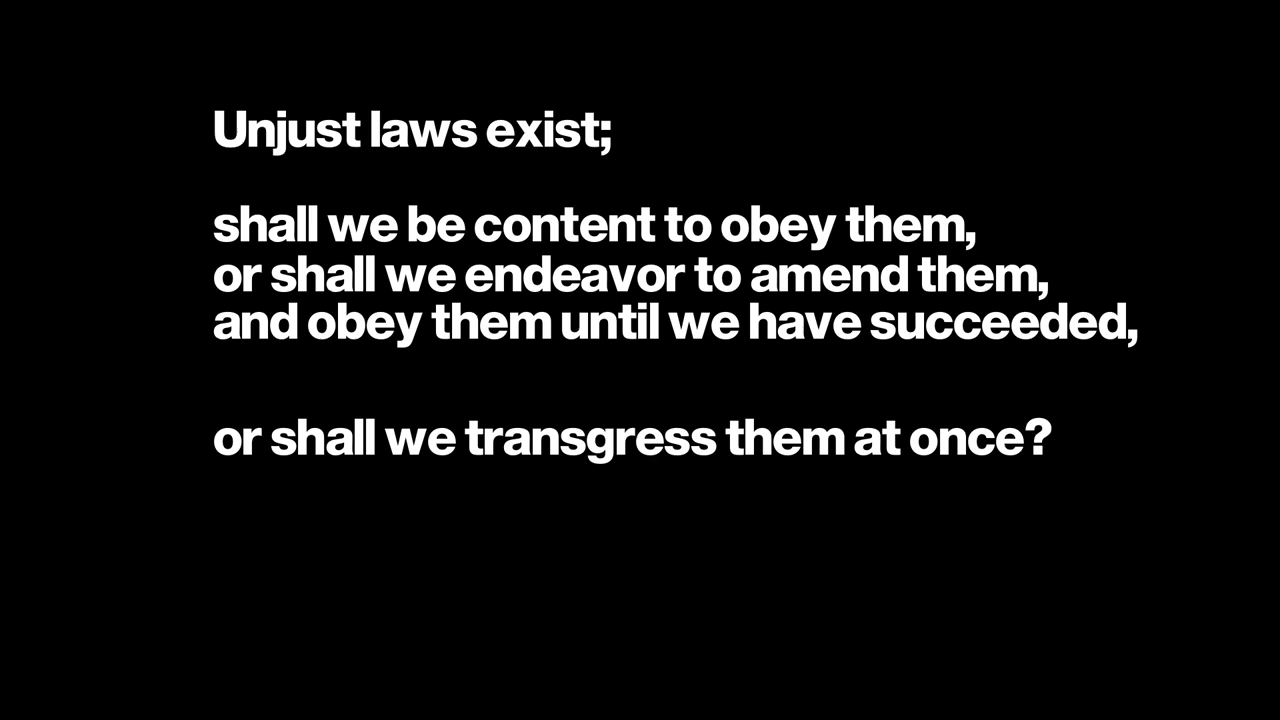 Unjust laws exist;
shall we be content to obey them,
or shall we endeavor to amend them,
and obey them until we have succeeded,
or shall we transgress them at once?